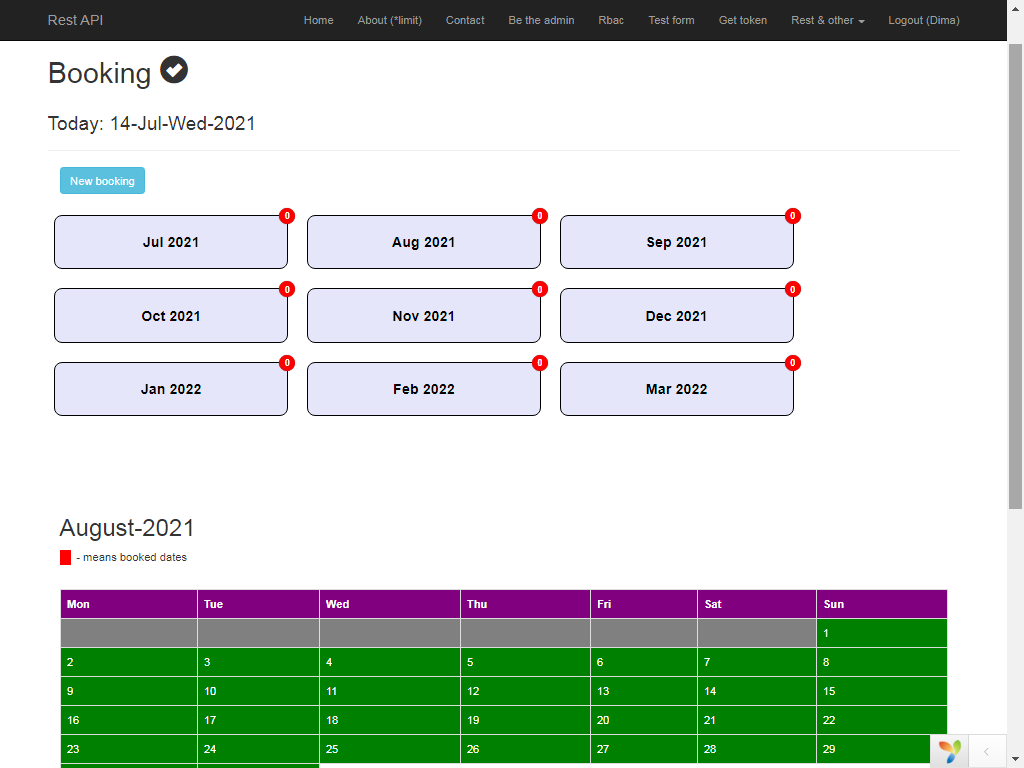 Rest API Home About (*limit) Contact Be the admin Rbac Test form Get token Rest & other Logout (Dima)
Booking
Today: 14-Jul-Wed-2021
New booking
0 0 0
Jul 2021 Aug 2021 Sep 2021
0 0 0
Oct 2021 Nov 2021 Dec 2021
0 0 0
Jan 2022 Feb 2022 Mar 2022
August-2021
- means booked dates
Mon Tue Wed Thu Fri Sat Sun
1
2 3 4 5 6 7 8
9 10 11 12 13 14 15
16 17 18 19 20 21 22
23 24 25 26 27 28 29